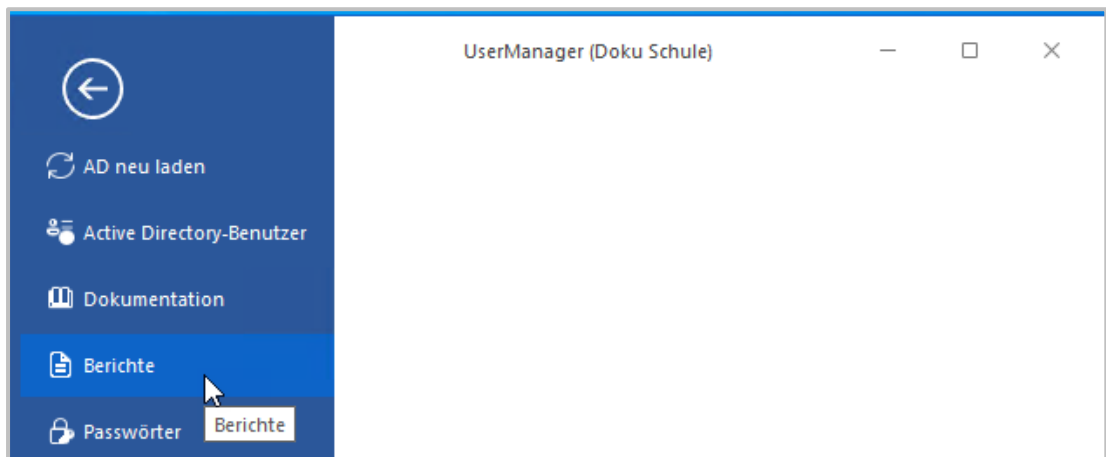 UserManager (Doku Schule)
AD neu laden
Active Directory-Benutzer
Dokumentation
Berichte
Berichte
Passwörter